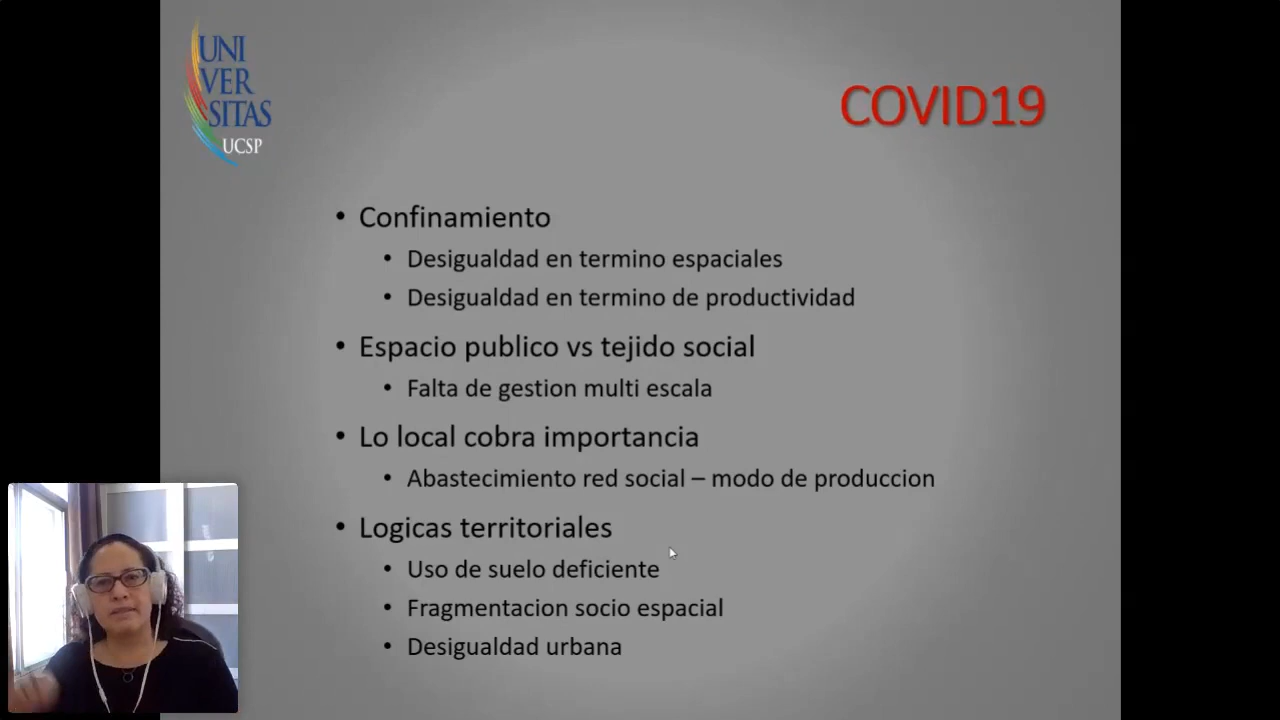 UNI
VER
SITAS
UCSP
COVID19
• Confinamiento
• Desigualdad en termino espaciales
• Desigualdad en termino de productividad
• Espacio publico vs tejido social
• Falta de gestion multi escala
• Lo local cobra importancia
• Abastecimiento red social – modo de produccion
• Logicas territoriales
• Uso de suelo deficiente
• Fragmentacion socio espacial
• Desigualdad urbana